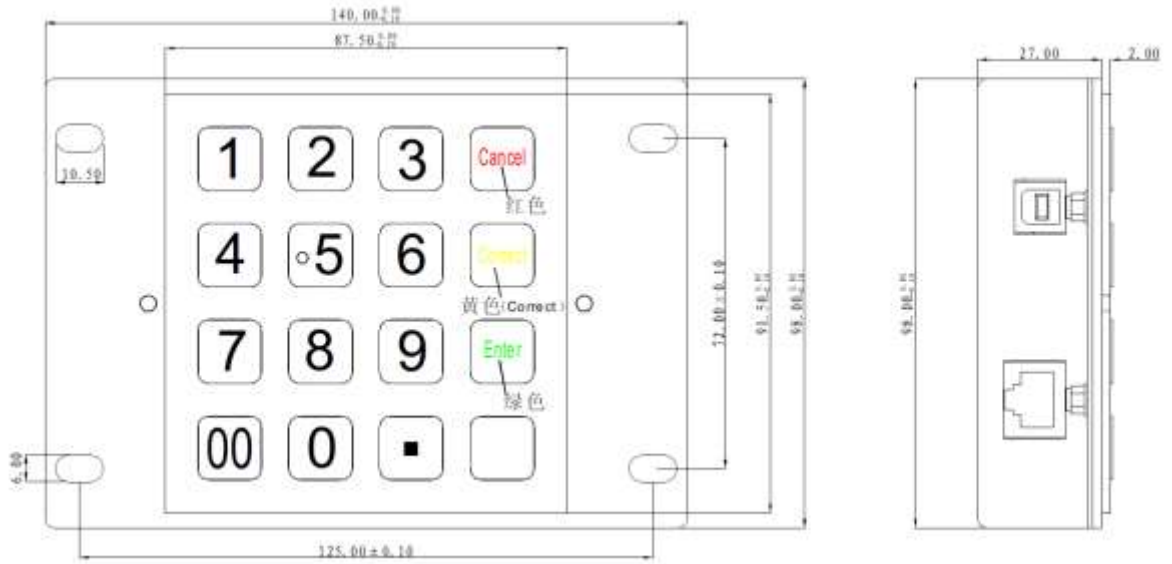 140.00
87.50
27.00
2.00
1 2 3 Cancel
10.50
红色
4 5 6 Correct
72.00±0.10
91.50
98.00
98.00
黄色(Correct)
7 8 9 Enter
绿色
00 0 ■
6.00
125.00±0.10